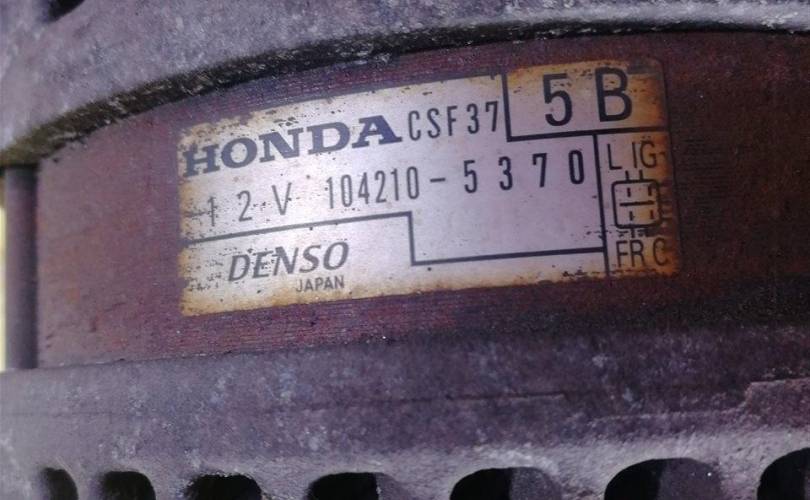 HONDA CSF37 5B
12V 104210-5370
L IG
DENSO
JAPAN
FR C